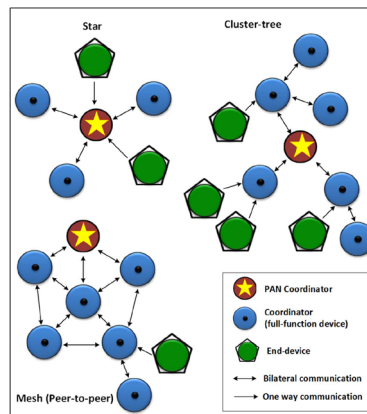 Star
Cluster-tree
Mesh (Peer-to-peer)
PAN Coordinator
Coordinator
(full-function device)
End-device
Bilateral communication
One way communication